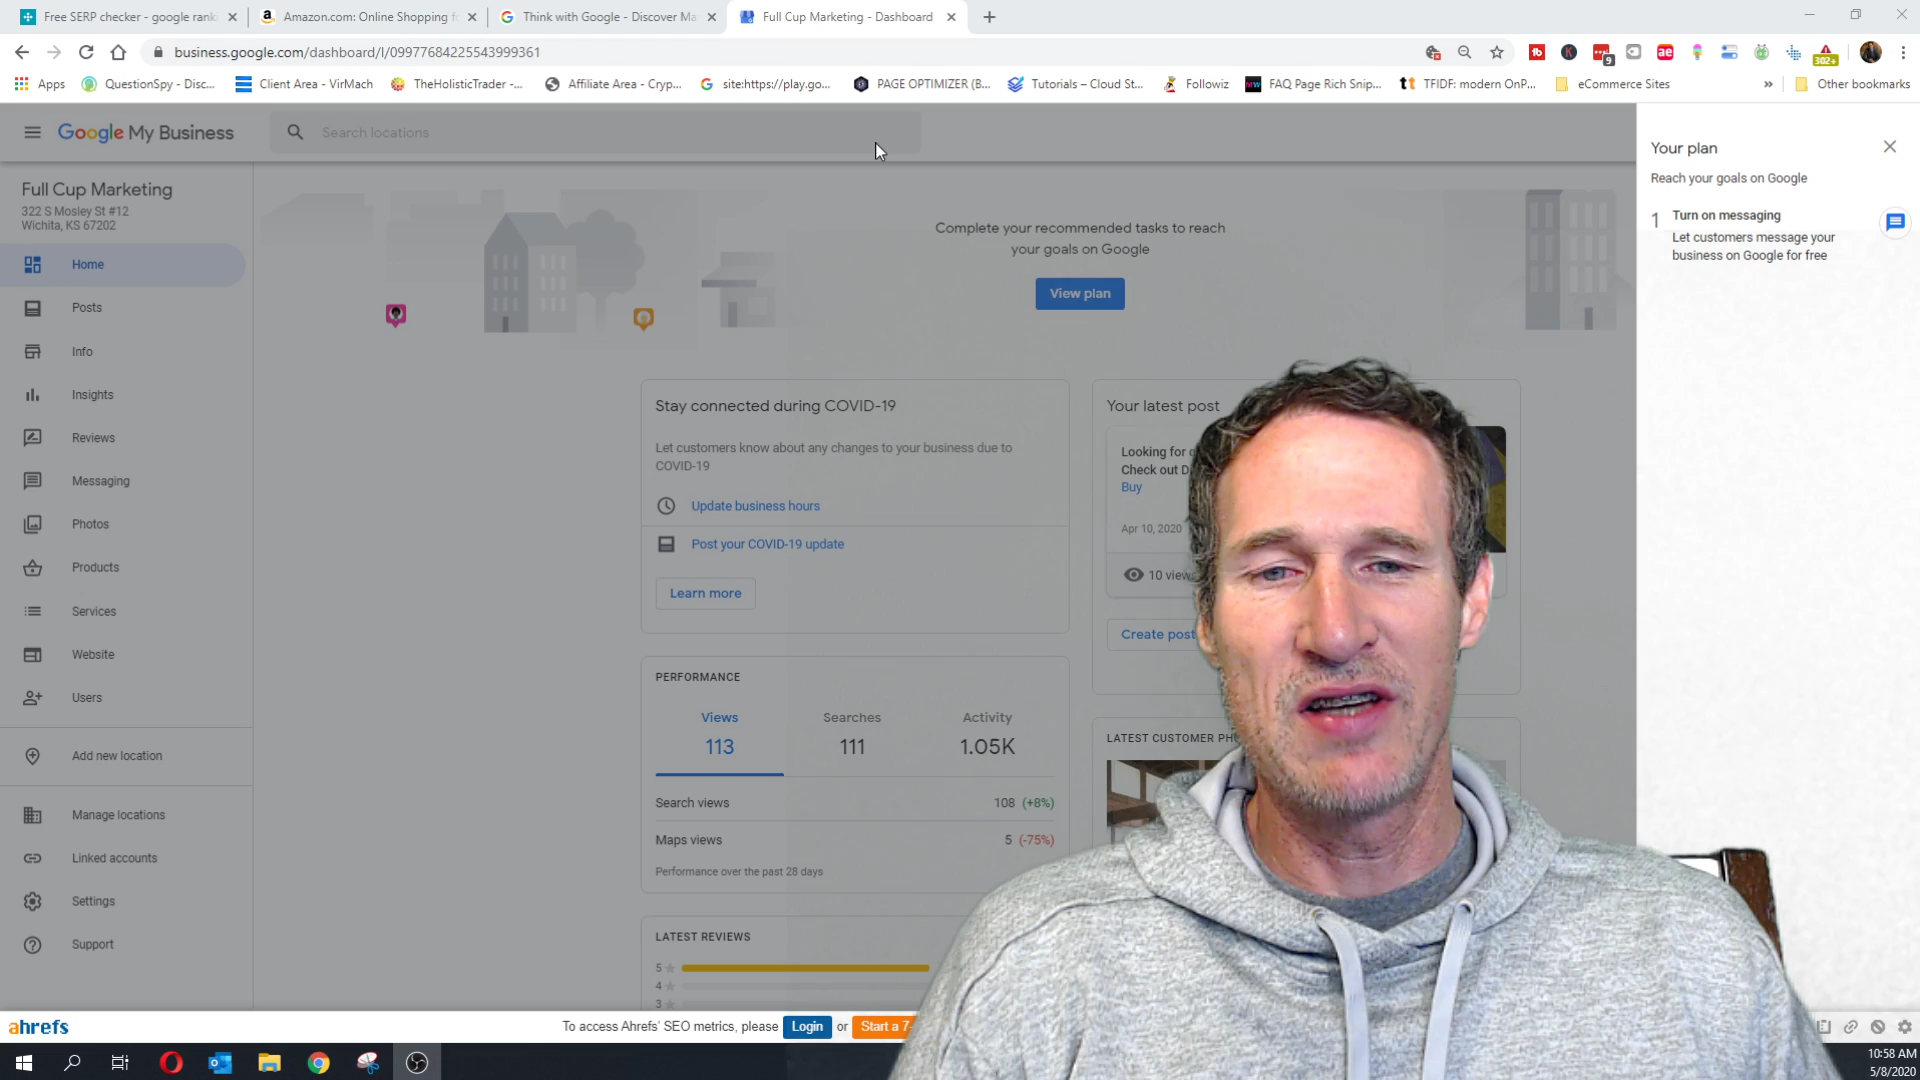 Free SERP checker - google rank
Amazon.com: Online Shopping f
Think with Google - Discover Ma
Full Cup Marketing - Dashboard
business.google.com/dashboard/l/09977684225543999361
9
302+
Apps
QuestionSpy - Disc...
Client Area - VirMach
TheHolisticTrader -...
Affiliate Area - Cryp...
site:https://play.go...
PAGE OPTIMIZER (B...
Tutorials – Cloud St...
Followiz
FAQ Page Rich Snip...
TFIDF: modern OnP...
eCommerce Sites
»
Other bookmarks
Google My Business
Search locations
Full Cup Marketing
322 S Mosley St #12
Wichita, KS 67202
Home
Posts
Info
Insights
Reviews
Messaging
Photos
Products
Services
Website
Users
Add new location
Manage locations
Linked accounts
Settings
Support
Complete your recommended tasks to reach
your goals on Google
View plan
Stay connected during COVID-19
Let customers know about any changes to your business due to
COVID-19
Update business hours
Post your COVID-19 update
Learn more
PERFORMANCE
Views
Searches
Activity
113
111
1.05K
Search views
108 (+8%)
Maps views
5 (-75%)
Performance over the past 28 days
LATEST REVIEWS
5
4
3
Your latest post
Looking for
Check out D
Buy
Apr 10, 2020
10 view
Create post
LATEST CUSTOMER PH
Your plan
Reach your goals on Google
1
Turn on messaging
Let customers message your
business on Google for free
ahrefs
To access Ahrefs' SEO metrics, please
Login
or
Start a 7-
10:58 AM
5/8/2020